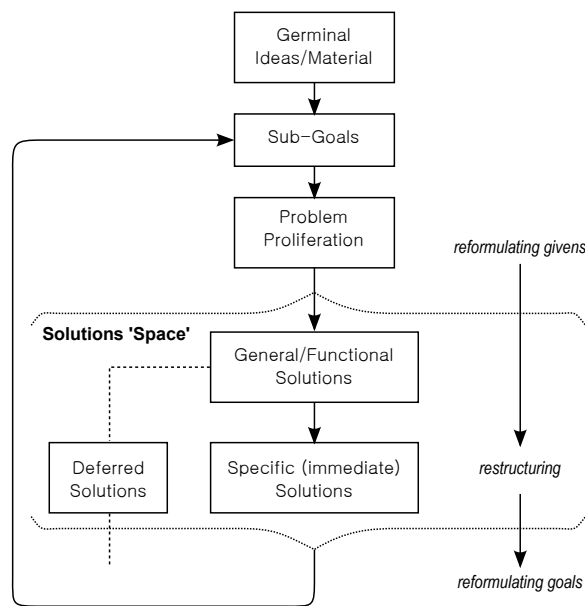 Germinal
Ideas/Material
Sub-Goals
Problem
Proliferation
reformulating givens
Solutions 'Space'
General/Functional
Solutions
Deferred
Solutions
Specific (immediate)
Solutions
restructuring
reformulating goals